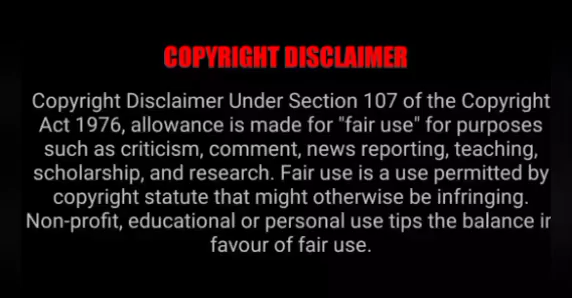 COPYRIGHT DISCLAIMER
Copyright Disclaimer Under Section 107 of the Copyright
Act 1976, allowance is made for "fair use" for purposes
such as criticism, comment, news reporting, teaching,
scholarship, and research. Fair use is a use permitted by
copyright statute that might otherwise be infringing.
Non-profit, educational or personal use tips the balance in
favour of fair use.